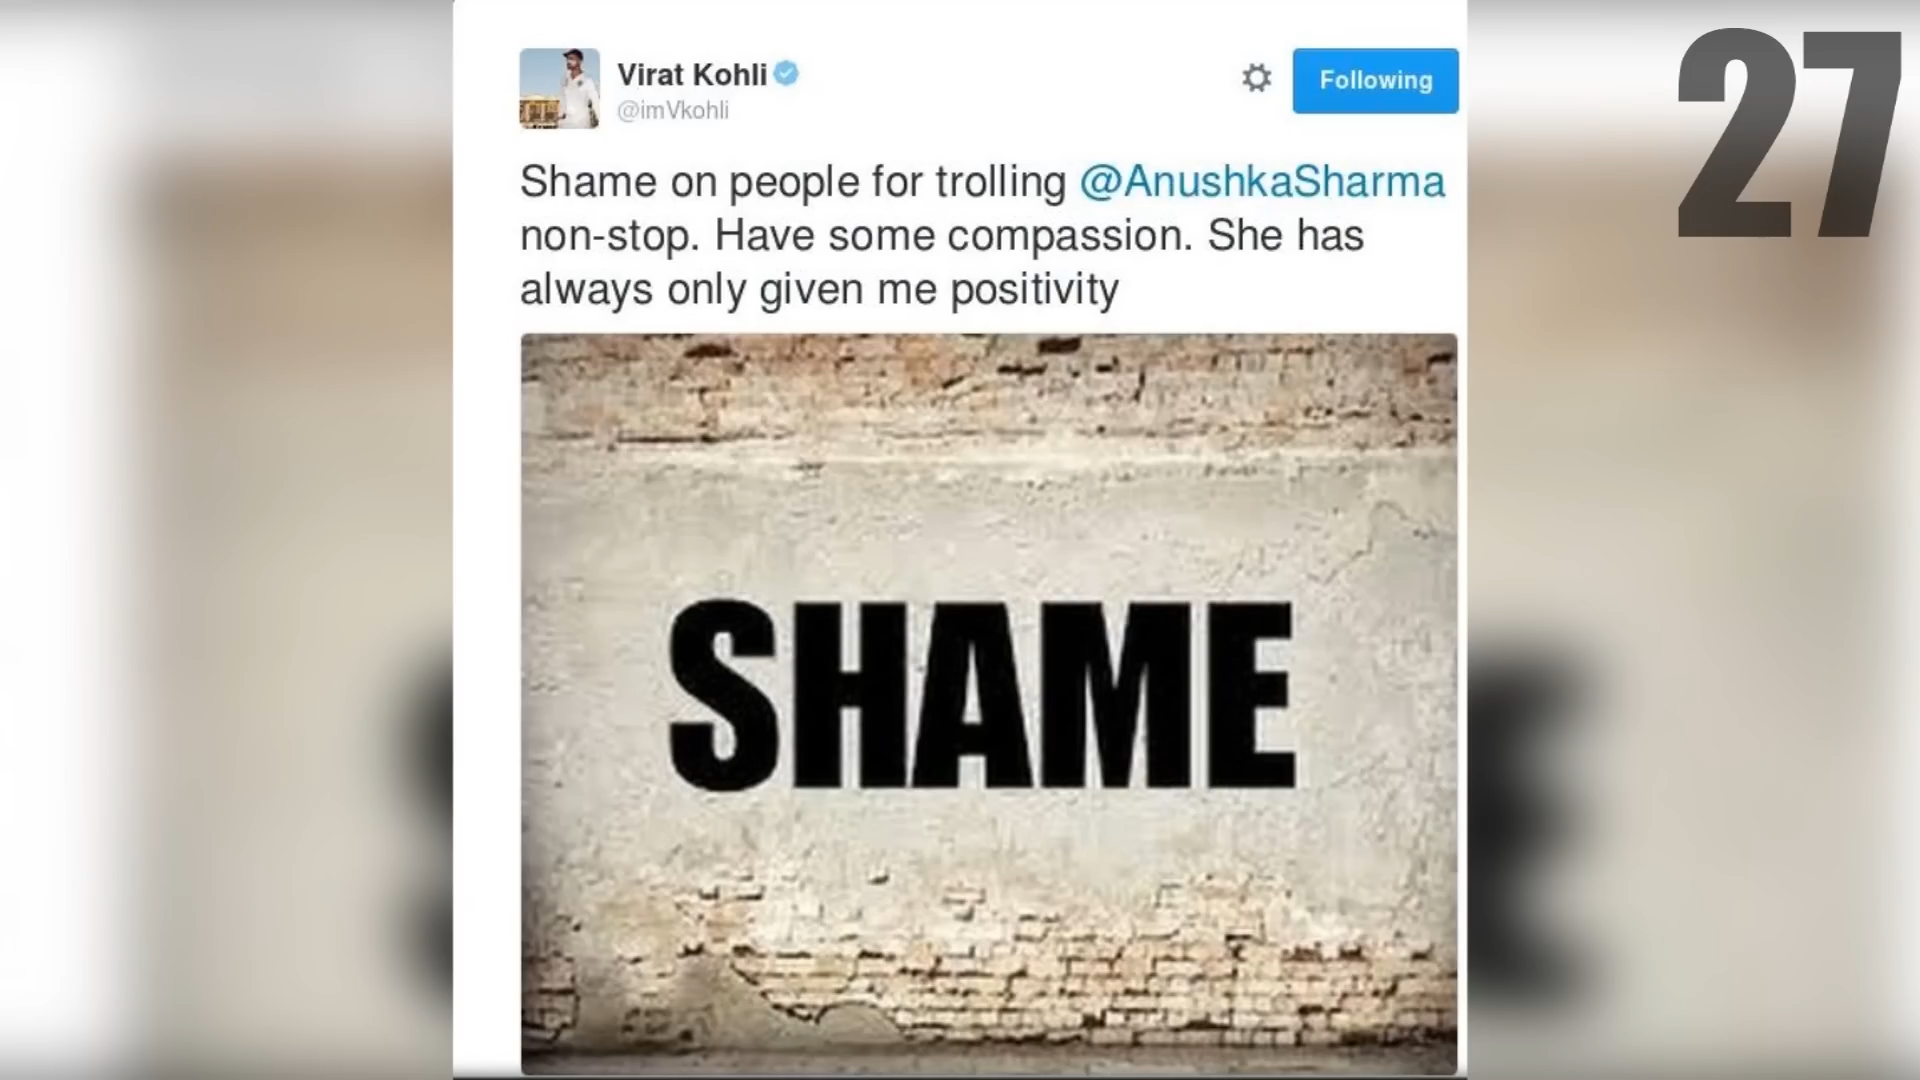 Virat Kohli
@imVkohli
Following
27
Shame on people for trolling @AnushkaSharma
non-stop. Have some compassion. She has
always only given me positivity
SHAME